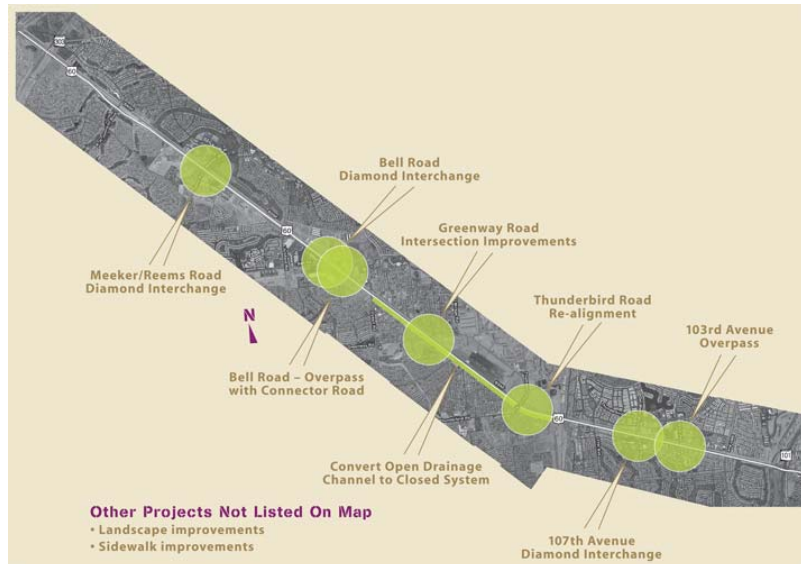 303
60
Bell Road
Diamond Interchange
Greenway Road
Intersection Improvements
60
Meeker/Reems Road
Diamond Interchange
N
Thunderbird Road
Re-alignment
103rd Avenue
Overpass
Bell Road – Overpass
with Connector Road
60
101
Convert Open Drainage
Channel to Closed System
Other Projects Not Listed On Map
• Landscape improvements
• Sidewalk improvements
107th Avenue
Diamond Interchange